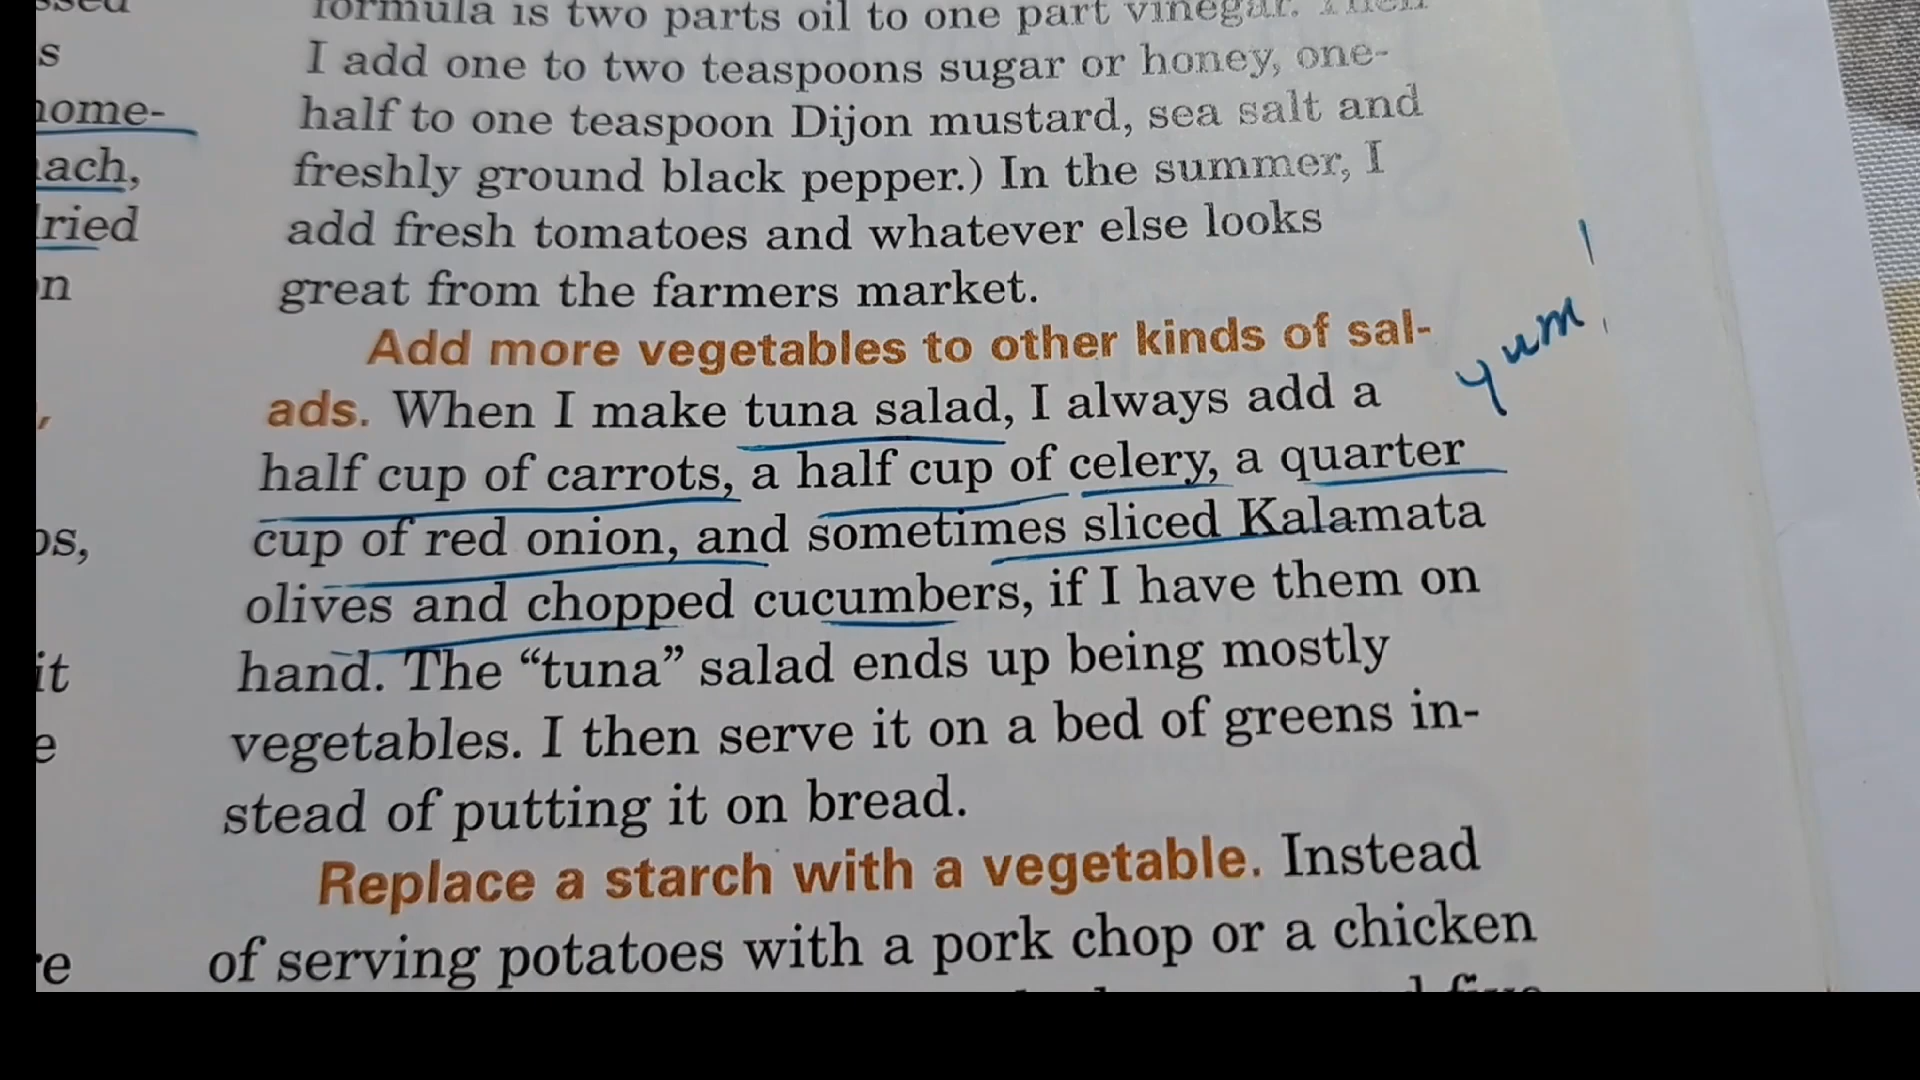 s
home-
ach,
ried
n
,
os,
it
e
re
formula is two parts oil to one part vinegar. Then
I add one to two teaspoons sugar or honey, one-
half to one teaspoon Dijon mustard, sea salt and
freshly ground black pepper.) In the summer, I
add fresh tomatoes and whatever else looks
great from the farmers market.
Add more vegetables to other kinds of sal-
ads. When I make tuna salad, I always add a
half cup of carrots, a half cup of celery, a quarter
cup of red onion, and sometimes sliced Kalamata
olives and chopped cucumbers, if I have them on
hand. The “tuna” salad ends up being mostly
vegetables. I then serve it on a bed of greens in-
stead of putting it on bread.
Replace a starch with a vegetable. Instead
of serving potatoes with a pork chop or a chicken
yum!